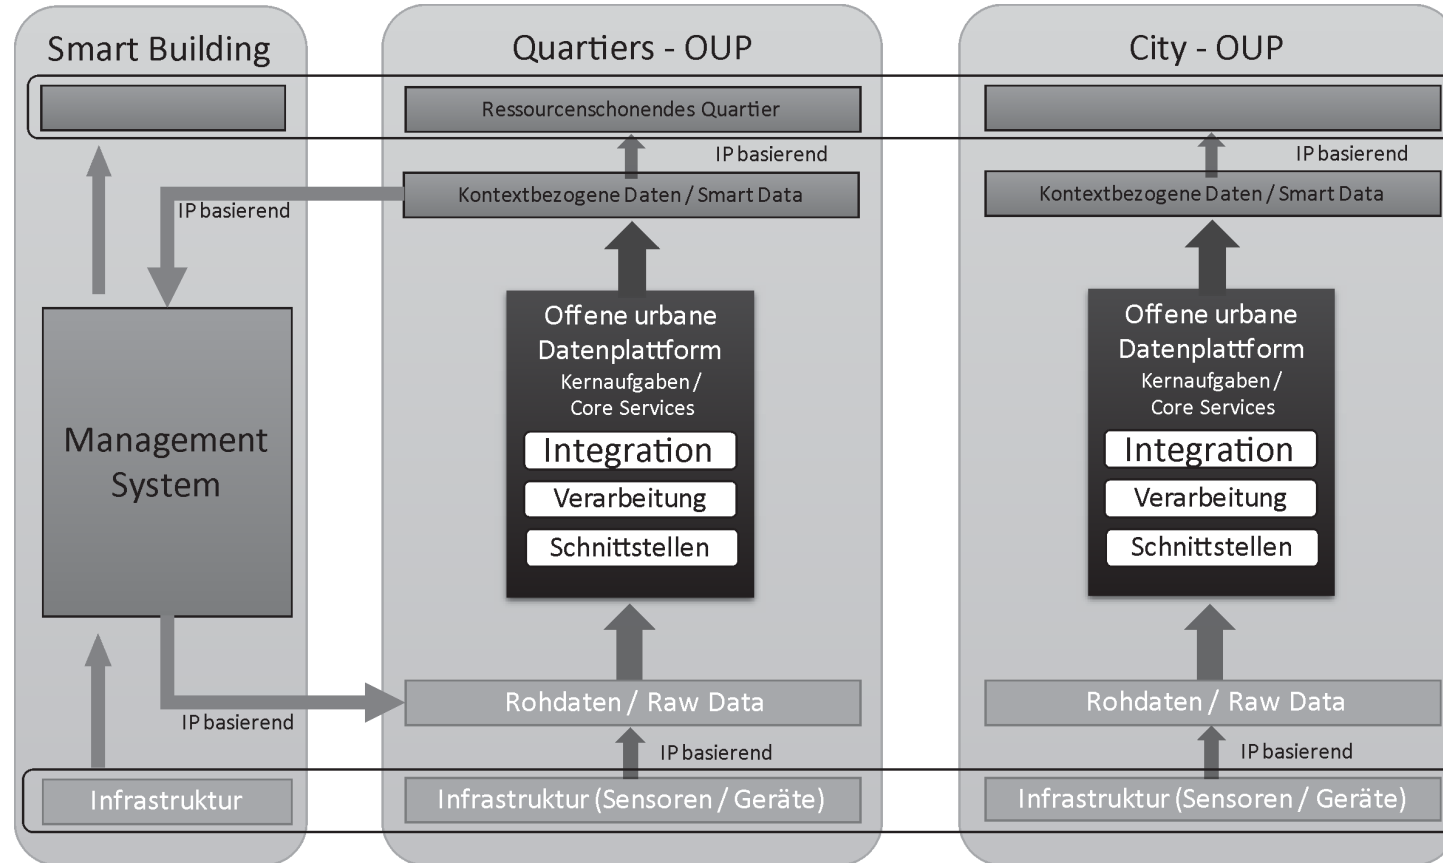 Smart Building
IP basierend
Management
System
IP basierend
Infrastruktur
Quartiers - OUP
Ressourcenschonendes Quartier
IP basierend
Kontextbezogene Daten / Smart Data
Offene urbane
Datenplattform
Kernaufgaben /
Core Services
Integration
Verarbeitung
Schnittstellen
Rohdaten / Raw Data
IP basierend
Infrastruktur (Sensoren / Geräte)
City - OUP
IP basierend
Kontextbezogene Daten / Smart Data
Offene urbane
Datenplattform
Kernaufgaben /
Core Services
Integration
Verarbeitung
Schnittstellen
Rohdaten / Raw Data
IP basierend
Infrastruktur (Sensoren / Geräte)